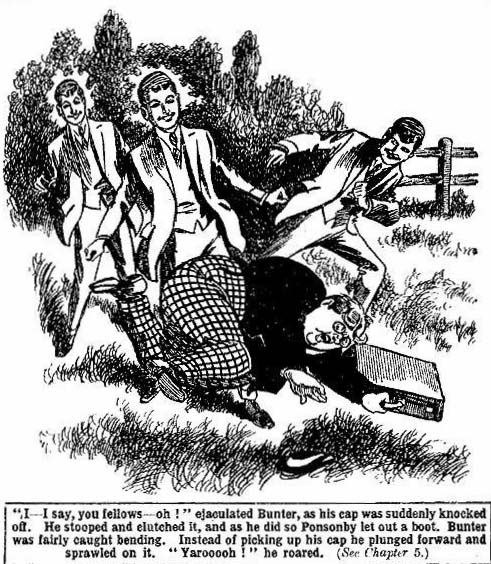 "I—I say, you fellows—oh ! " ejaculated Bunter, as his cap was suddenly knocked
off. He stooped and clutched it, and as he did so Ponsonby let out a boot. Bunter
was fairly caught bending. Instead of picking up his cap he plunged forward and
sprawled on it. " Yarooooh ! " he roared. (See Chapter 5.)